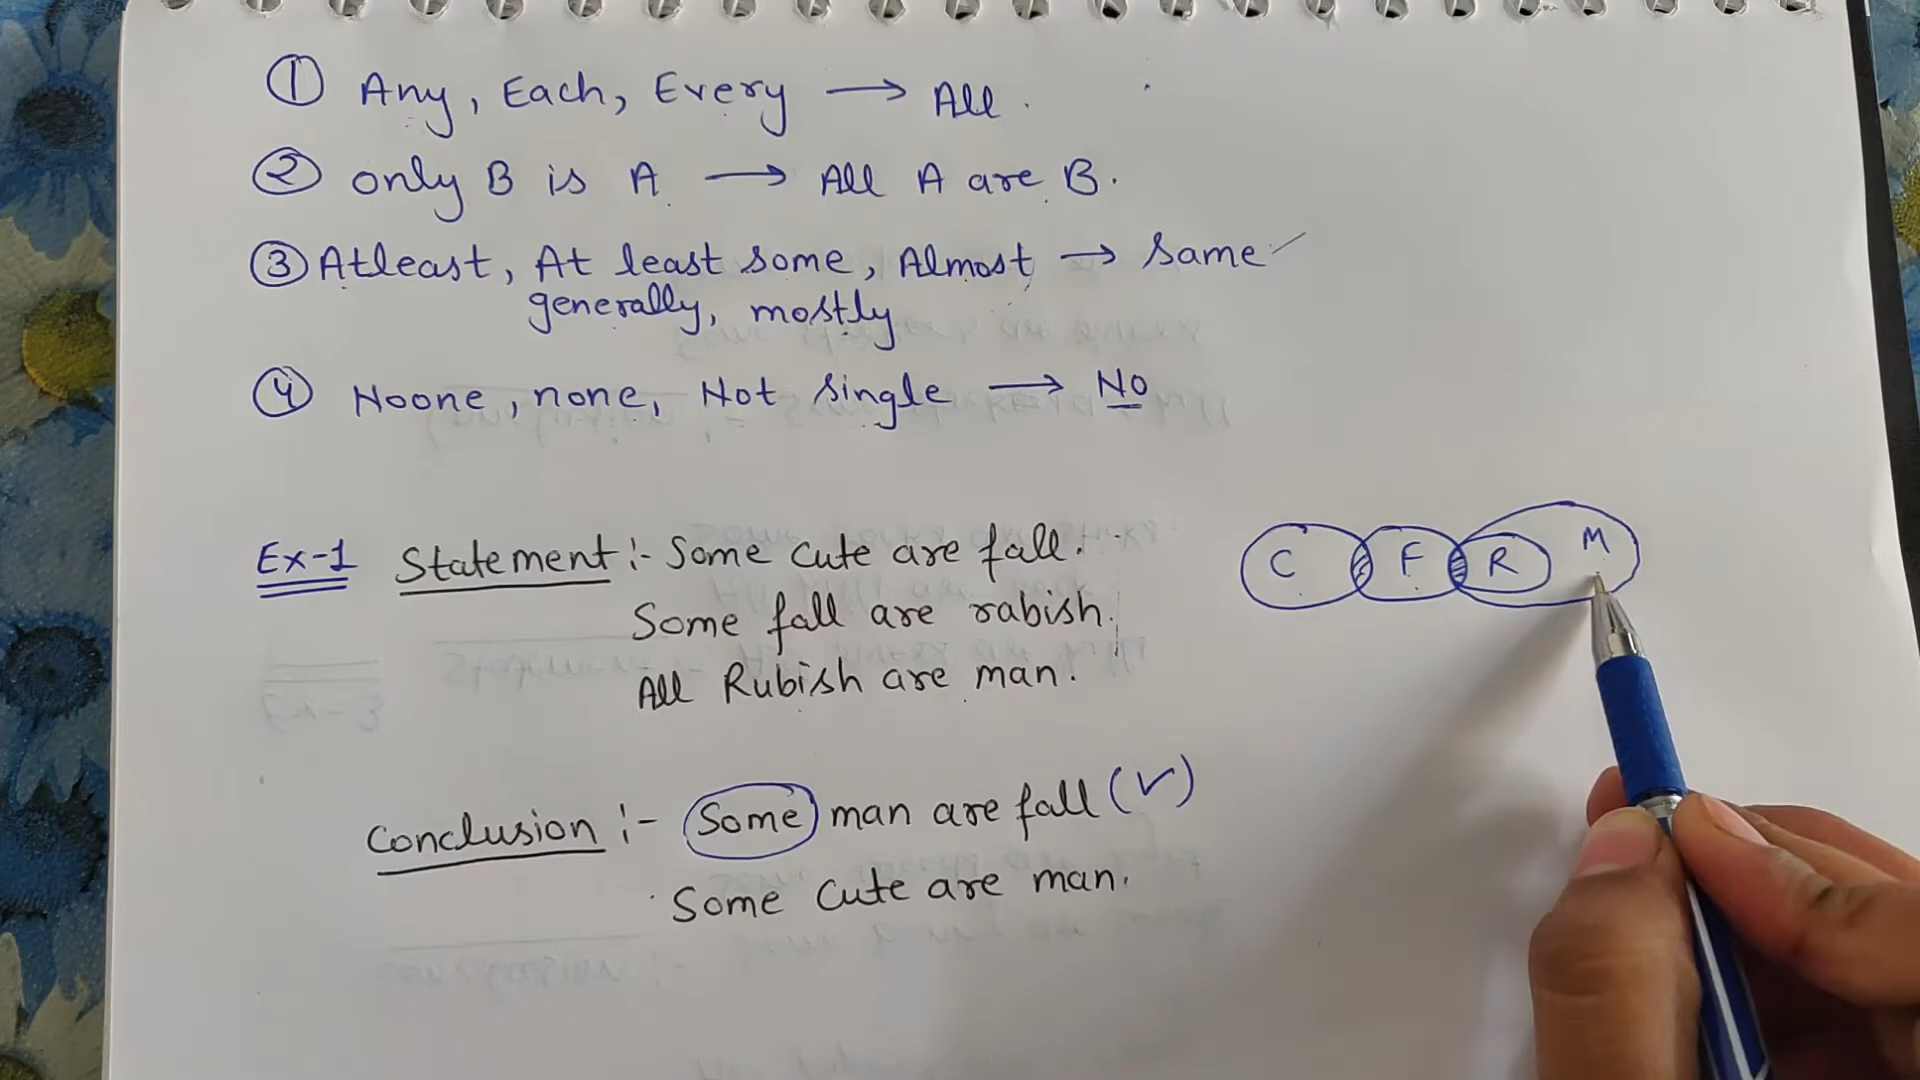 ① Any, Each, Every → All.
② only B is A → All A are B.
③ Atleast, At least some, Almost → Same
generally, mostly
④ Noone, none, Not single → No
Ex-1 Statement :- Some cute are fall.
Some fall are rabish.
All Rubish are man.
C F R M
Conclusion :- Some man are fall (✓)
Some Cute are man.